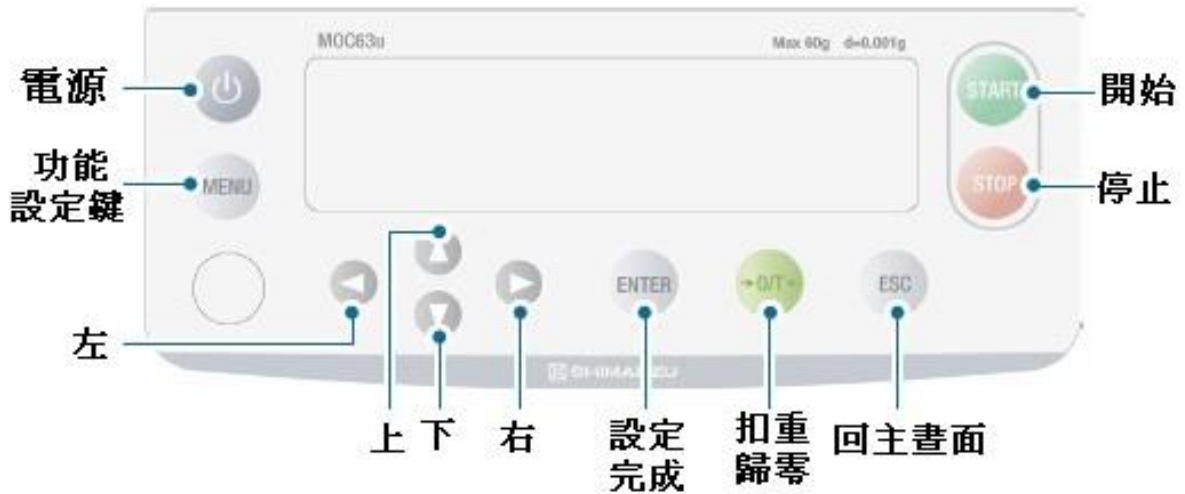 MOC63u
Max 60g d=0.001g
電源
START
開始
功能
設定鍵
MENU
STOP
停止
ENTER
→0/T←
ESC
左
SHIMADZU
上
下
右
設定
完成
扣重
歸零
回主畫面